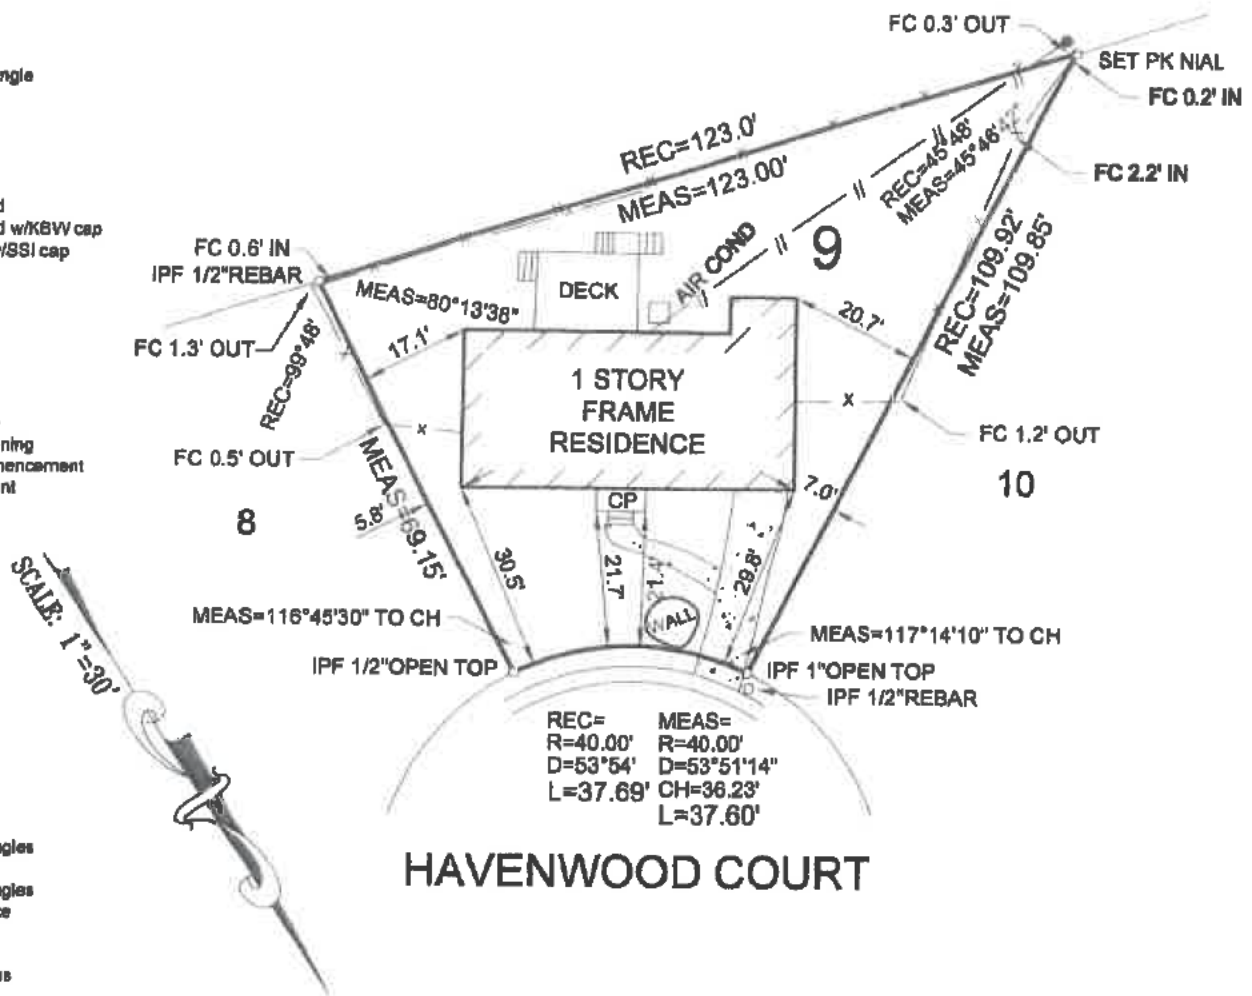 FC 0.3' OUT
SET PK NIAL
FC 0.2' IN
FC 2.2' IN
REC=123.0'
MEAS=123.00'
REC=45°48'
MEAS=45°46'
9
w/KBW cap
/SSI cap
FC 0.6' IN
IPF 1/2"REBAR
MEAS=80°13'38"
DECK
AIR COND
FC 1.3' OUT
REC=99°48'
17.1'
20.7'
REC=109.92'
MEAS=109.85'
1 STORY
FRAME
RESIDENCE
x
x
FC 0.5' OUT
FC 1.2' OUT
MEAS=69.15'
8
5.8'
7.0'
10
CP
30.5'
21.7'
29.8'
WALL
SCALE: 1"=30'
MEAS=116°45'30" TO CH
MEAS=117°14'10" TO CH
IPF 1/2"OPEN TOP
IPF 1"OPEN TOP
IPF 1/2"REBAR
REC=
R=40.00'
D=53°54'
L=37.69'
MEAS=
R=40.00'
D=53°51'14"
CH=36.23'
L=37.60'
HAVENWOOD COURT